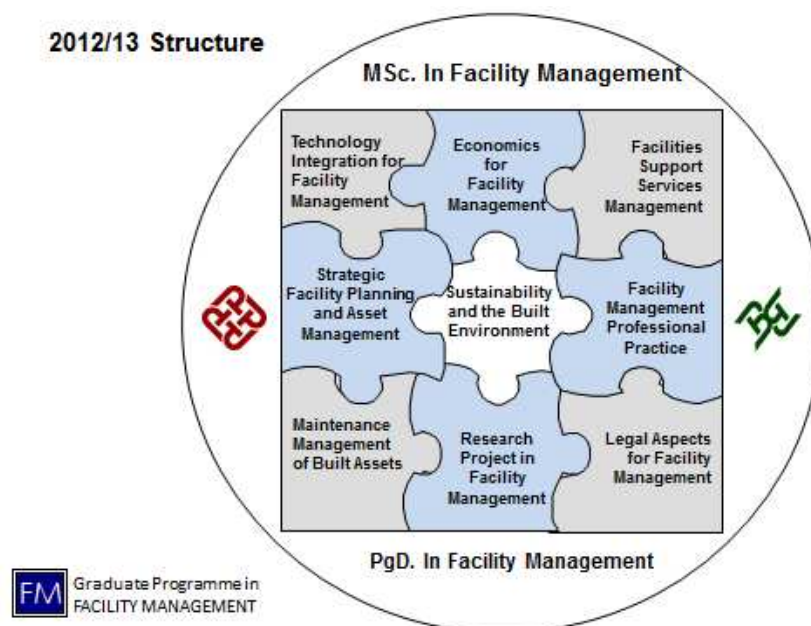 2012/13 Structure
MSc. In Facility Management
Technology
Integration for
Facility
Management
Economics
for
Facility
Management
Facilities
Support
Services
Management
Strategic
Facility Planning
and Asset
Management
Sustainability
and the Built
Environment
Facility
Management
Professional
Practice
Maintenance
Management
of Built Assets
Research
Project in
Facility
Management
Legal Aspects
for Facility
Management
PgD. In Facility Management
FM
Graduate Programme in
FACILITY MANAGEMENT